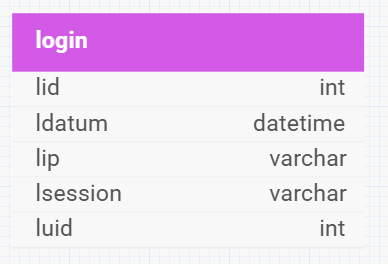 login
lid int
ldatum datetime
lip varchar
lsession varchar
luid int